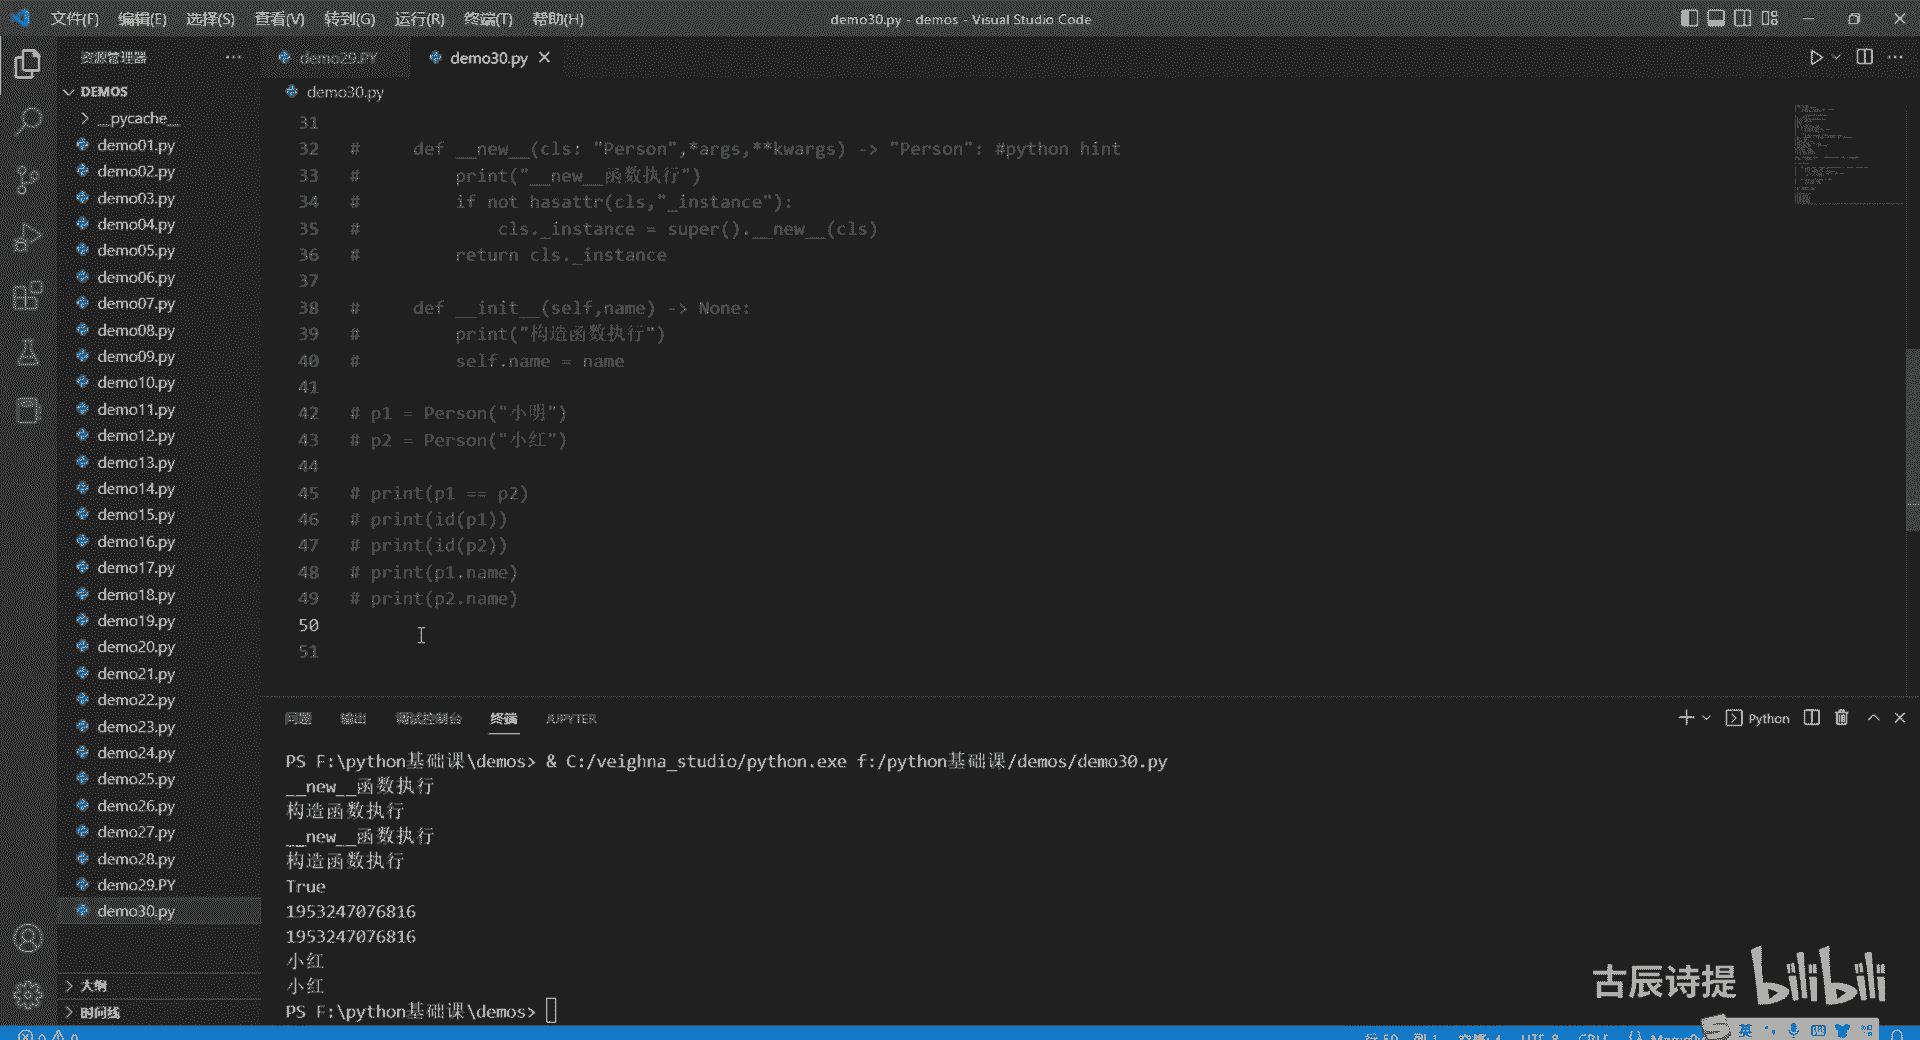 文件(F) 编辑(E) 选择(S) 查看(V) 转到(G) 运行(R) 终端(T) 帮助(H) demo30.py - demos - Visual Studio Code
资源管理器
demo29.PY demo30.py
DEMOS
demo30.py
__pycache__
demo01.py
demo02.py
demo03.py
demo04.py
demo05.py
demo06.py
demo07.py
demo08.py
demo09.py
demo10.py
demo11.py
demo12.py
demo13.py
demo14.py
demo15.py
demo16.py
demo17.py
demo18.py
demo19.py
demo20.py
demo21.py
demo22.py
demo23.py
demo24.py
demo25.py
demo26.py
demo27.py
demo28.py
demo29.PY
demo30.py
大纲
时间线
31
32 #     def __new__(cls: "Person",*args,**kwargs) -> "Person": #python hint
33 #         print("__new__函数执行")
34 #         if not hasattr(cls,"_instance"):
35 #             cls._instance = super().__new__(cls)
36 #         return cls._instance
37
38 #     def __init__(self,name) -> None:
39 #         print("构造函数执行")
40 #         self.name = name
41
42 # p1 = Person("小明")
43 # p2 = Person("小红")
44
45 # print(p1 == p2)
46 # print(id(p1))
47 # print(id(p2))
48 # print(p1.name)
49 # print(p2.name)
50
51
问题 输出 调试控制台 终端 JUPYTER
Python
PS F:\python基础课\demos> & C:/veighna_studio/python.exe f:/python基础课/demos/demo30.py
__new__函数执行
构造函数执行
__new__函数执行
构造函数执行
True
1953247076816
1953247076816
小红
小红
PS F:\python基础课\demos>
古辰诗提 bilibili
英